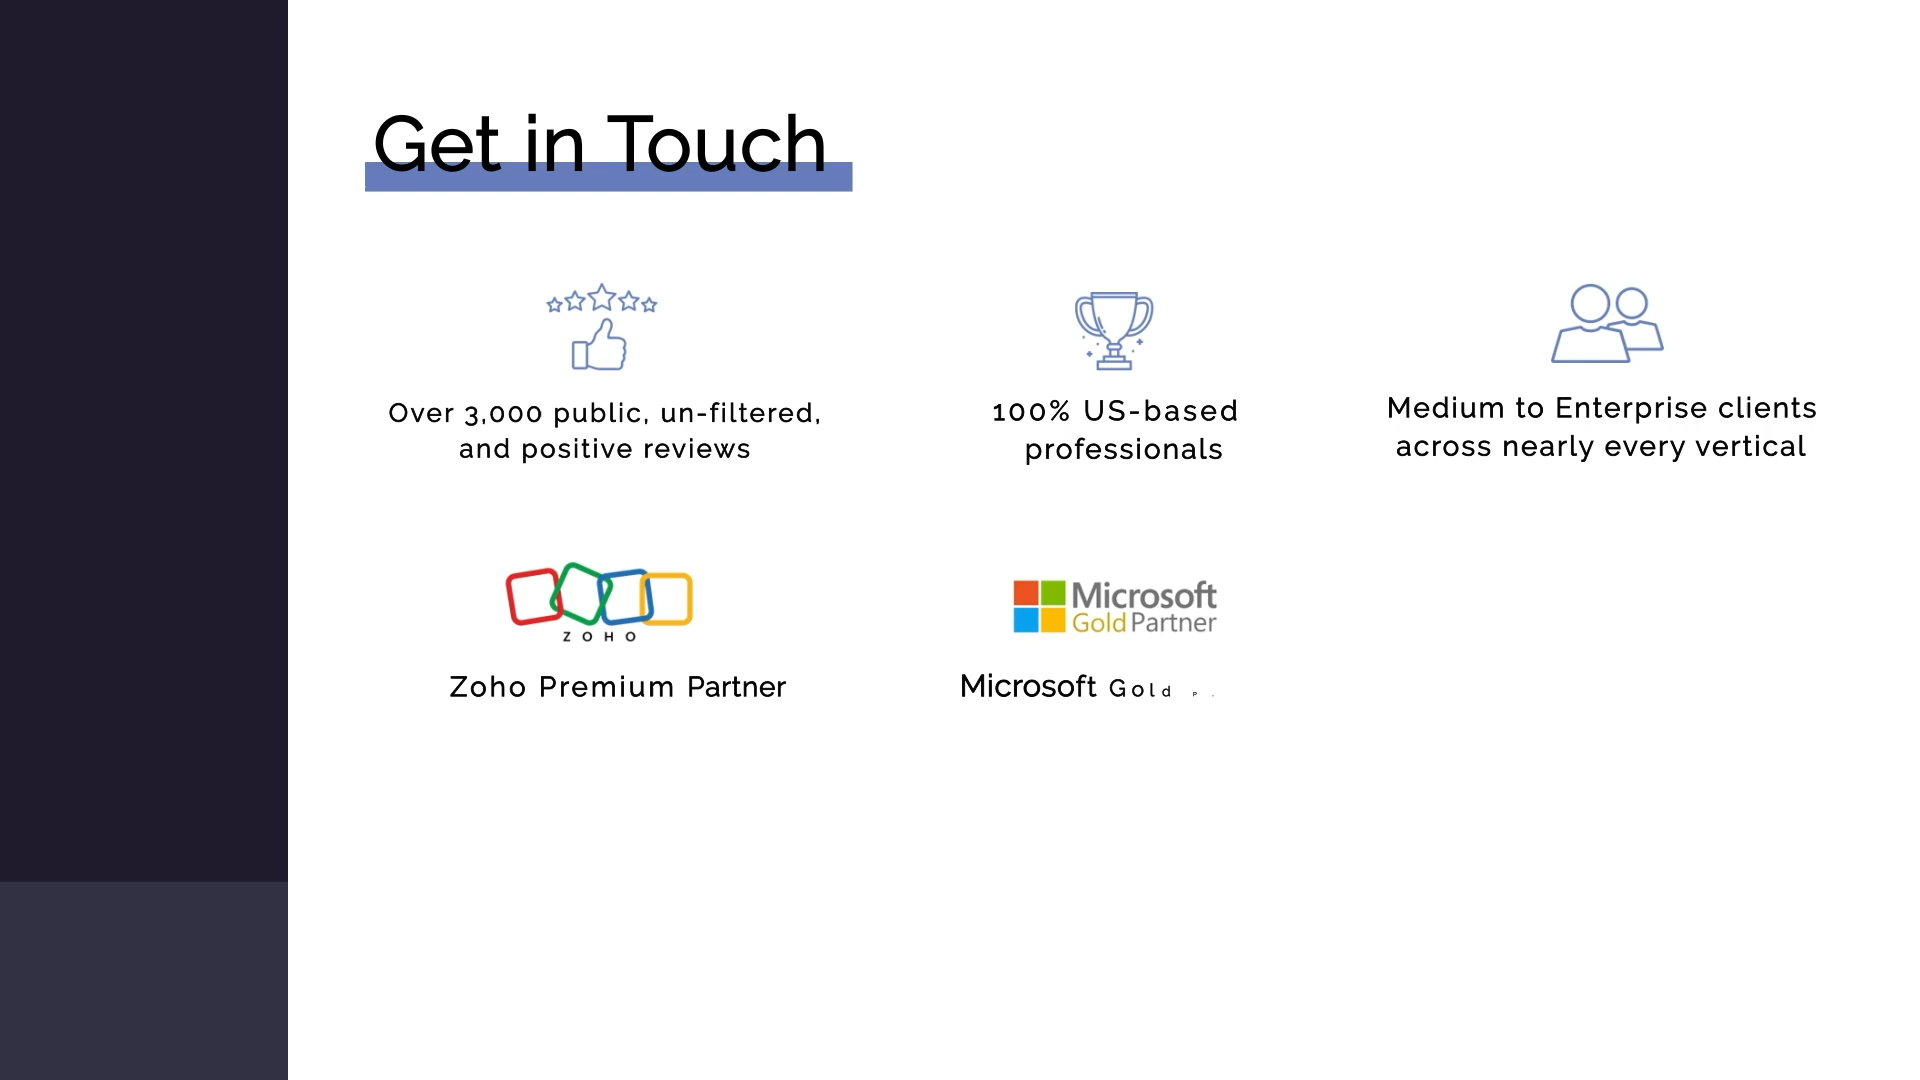 Get in Touch
Over 3,000 public, un-filtered,
and positive reviews
100% US-based
professionals
Medium to Enterprise clients
across nearly every vertical
ZOHO
Zoho Premium Partner
Microsoft
Gold Partner
Microsoft Gold P